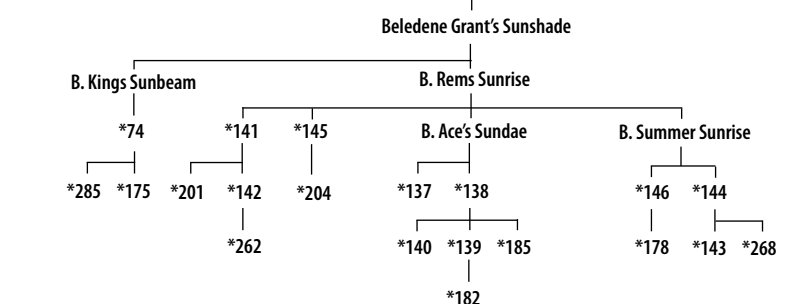 Beledene Grant's Sunshade
B. Kings Sunbeam B. Rems Sunrise
*74 *141 *145 B. Ace's Sundae B. Summer Sunrise
*285 *175 *201 *142 *204 *137 *138 *146 *144
*262 *140 *139 *185 *178 *143 *268
*182